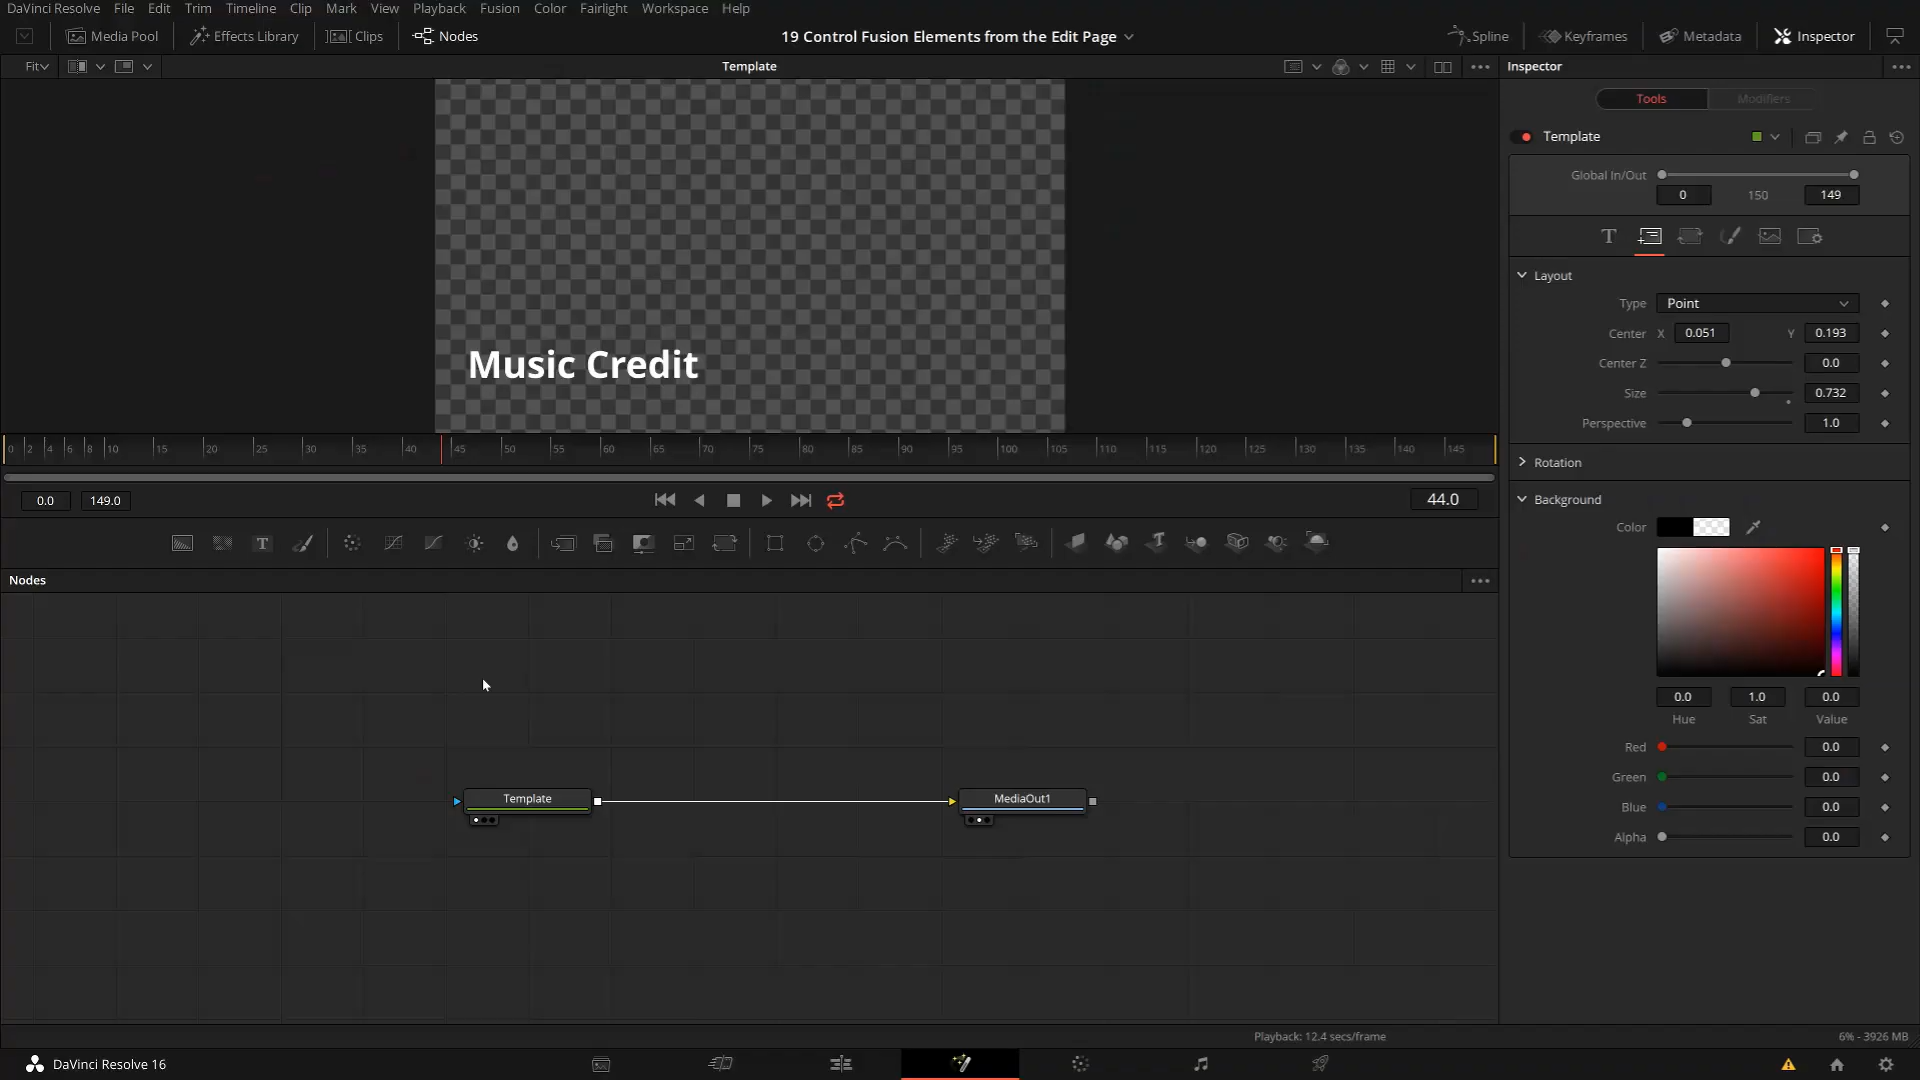 DaVinci Resolve File Edit Trim Timeline Clip Mark View Playback Fusion Color Fairlight Workspace Help
Media Pool Effects Library Clips Nodes 19 Control Fusion Elements from the Edit Page Spline Keyframes Metadata Inspector
Fit Template Inspector
Tools Modifiers
Template
Global In/Out
0 150 149
T
Layout
Type Point
Center X 0.051 Y 0.193
Center Z 0.0
Size 0.732
Perspective 1.0
Music Credit
0 2 4 6 8 10 15 20 25 30 35 40 45 50 55 60 65 70 75 80 85 90 95 100 105 110 115 120 125 130 135 140 145
Rotation
0.0 149.0 44.0
Background
Color
T
Nodes
0.0 1.0 0.0
Hue Sat Value
Red 0.0
Green 0.0
Blue 0.0
Alpha 0.0
Template MediaOut1
Playback: 12.4 secs/frame 6% - 3926 MB
DaVinci Resolve 16